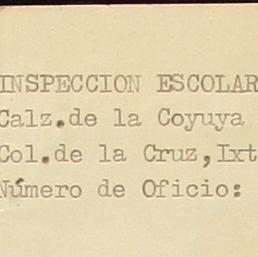 INSPECCION ESCOLAR
Calz.de la Coyuya
Col.de la Cruz,Ixt
Número de Oficio: